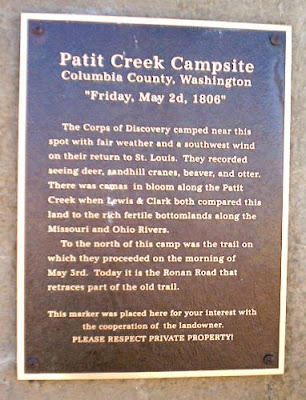 Patit Creek Campsite
Columbia County, Washington
"Friday, May 2d, 1806"
The Corps of Discovery camped near this
spot with fair weather and a southwest wind
on their return to St. Louis. They recorded
seeing deer, sandhill cranes, beaver, and otter.
There was camas in bloom along the Patit
Creek when Lewis & Clark both compared this
land to the rich fertile bottomlands along the
Missouri and Ohio Rivers.
To the north of this camp was the trail on
which they proceeded on the morning of
May 3rd. Today it is the Ronan Road that
retraces part of the old trail.
This marker was placed here for your interest with
the cooperation of the landowner.
PLEASE RESPECT PRIVATE PROPERTY!